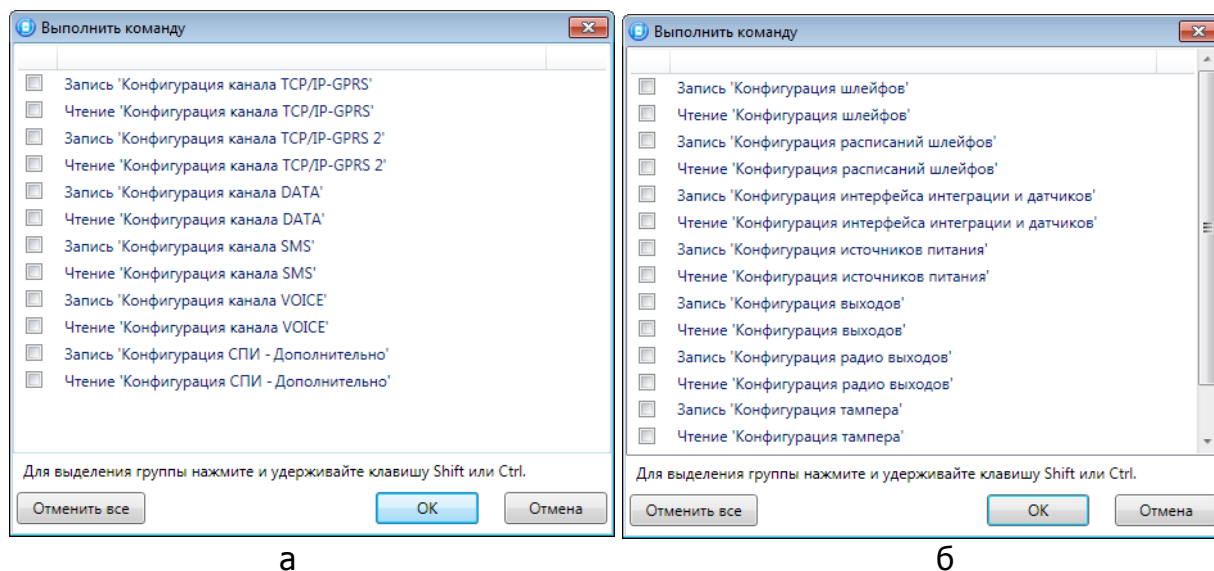 Выполнить команду
Запись 'Конфигурация канала TCP/IP-GPRS'
Чтение 'Конфигурация канала TCP/IP-GPRS'
Запись 'Конфигурация канала TCP/IP-GPRS 2'
Чтение 'Конфигурация канала TCP/IP-GPRS 2'
Запись 'Конфигурация канала DATA'
Чтение 'Конфигурация канала DATA'
Запись 'Конфигурация канала SMS'
Чтение 'Конфигурация канала SMS'
Запись 'Конфигурация канала VOICE'
Чтение 'Конфигурация канала VOICE'
Запись 'Конфигурация СПИ - Дополнительно'
Чтение 'Конфигурация СПИ - Дополнительно'
Для выделения группы нажмите и удерживайте клавишу Shift или Ctrl.
Отменить все
OK
Отмена
а
Выполнить команду
Запись 'Конфигурация шлейфов'
Чтение 'Конфигурация шлейфов'
Запись 'Конфигурация расписаний шлейфов'
Чтение 'Конфигурация расписаний шлейфов'
Запись 'Конфигурация интерфейса интеграции и датчиков'
Чтение 'Конфигурация интерфейса интеграции и датчиков'
Запись 'Конфигурация источников питания'
Чтение 'Конфигурация источников питания'
Запись 'Конфигурация выходов'
Чтение 'Конфигурация выходов'
Запись 'Конфигурация радио выходов'
Чтение 'Конфигурация радио выходов'
Запись 'Конфигурация тампера'
Чтение 'Конфигурация тампера'
Для выделения группы нажмите и удерживайте клавишу Shift или Ctrl.
Отменить все
OK
Отмена
б